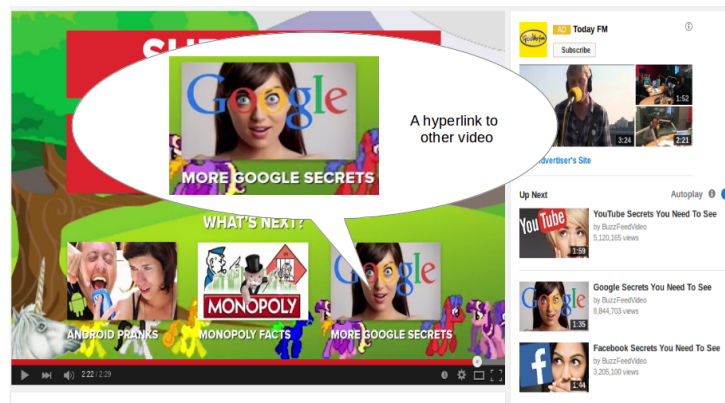 Google
MORE GOOGLE SECRETS
A hyperlink to
other video
WHAT'S NEXT?
MONOPOLY
Google
ANDROID PRANKS
MONOPOLY FACTS
MORE GOOGLE SECRETS
2:22 / 2:29
AD Today FM
Subscribe
3:24
1:52
2:21
Site
Up Next
Autoplay
You Tube
1:59
YouTube Secrets You Need To See
by BuzzFeedVideo
5,120,165 views
Google
1:35
Google Secrets You Need To See
by BuzzFeedVideo
8,844,703 views
f
1:44
Facebook Secrets You Need To See
by BuzzFeedVideo
3,205,100 views